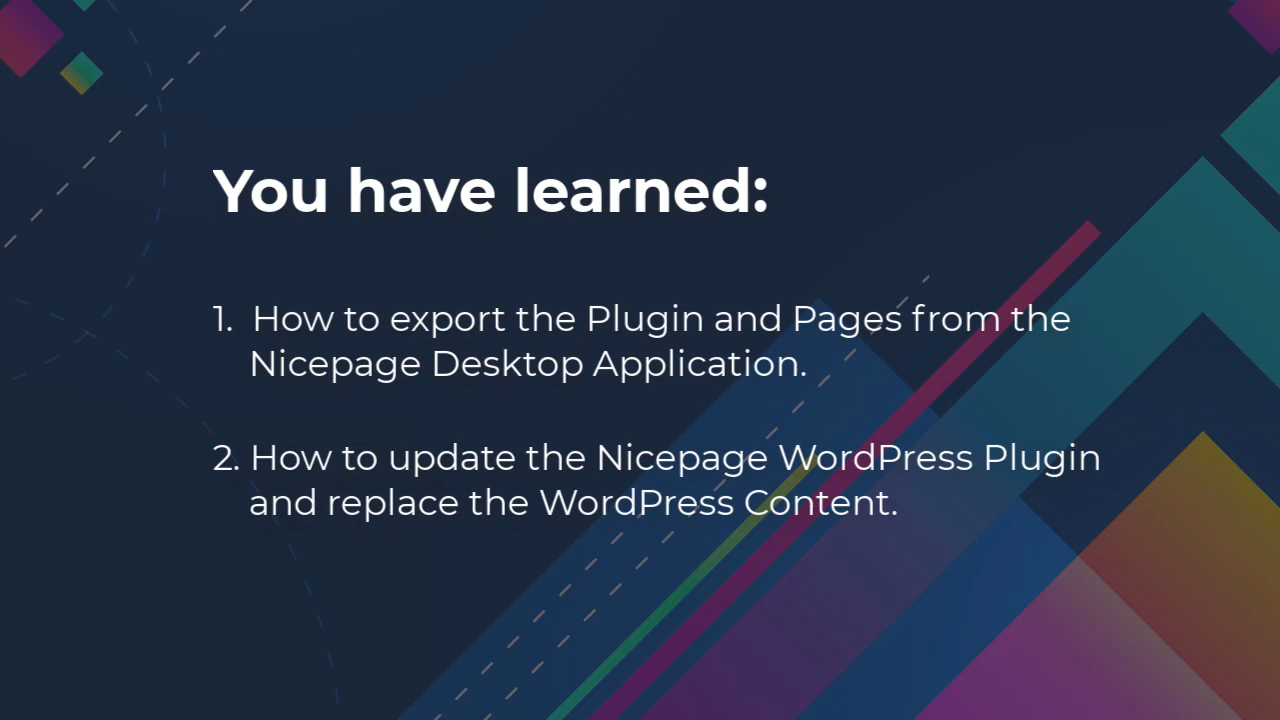 You have learned:
1. How to export the Plugin and Pages from the
Nicepage Desktop Application.
2. How to update the Nicepage WordPress Plugin
and replace the WordPress Content.